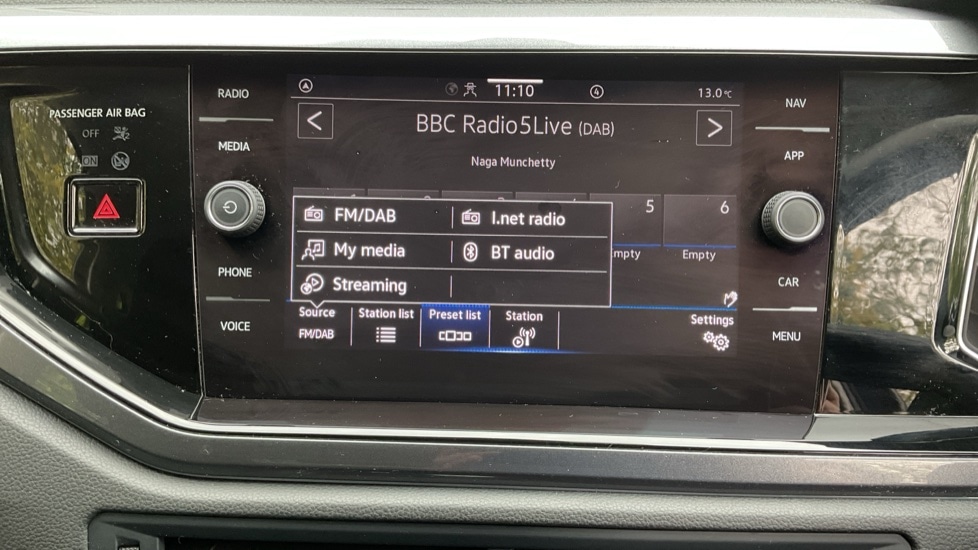 PASSENGER AIR BAG
OFF
ON
RADIO
MEDIA
PHONE
VOICE
11:10
4
13.0°C
< BBC Radio5Live (DAB) >
Naga Munchetty
5
6
Empty
FM/DAB
I.net radio
My media
BT audio
Streaming
Source
FM/DAB
Station list
Preset list
Station
Settings
NAV
APP
CAR
MENU